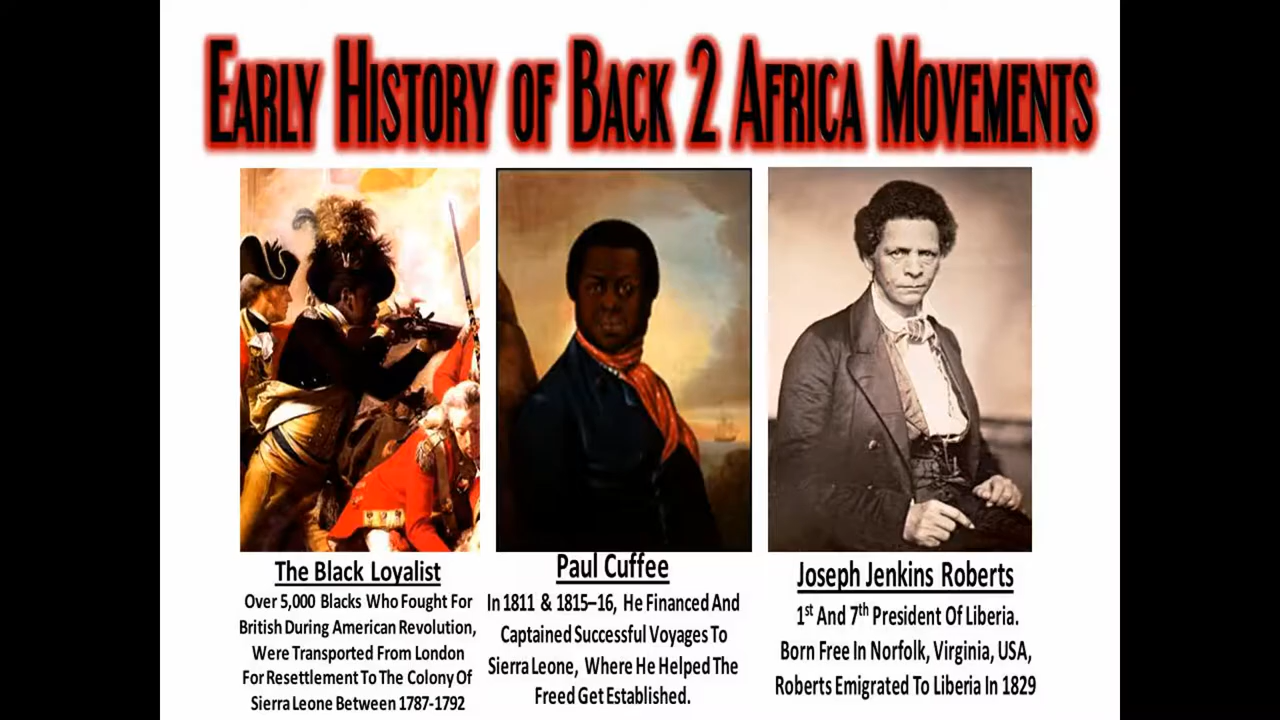 Early History of Back 2 Africa Movements
The Black Loyalist
Over 5,000 Blacks Who Fought For
British During American Revolution,
Were Transported From London
For Resettlement To The Colony Of
Sierra Leone Between 1787-1792
Paul Cuffee
In 1811 & 1815–16, He Financed And
Captained Successful Voyages To
Sierra Leone, Where He Helped The
Freed Get Established.
Joseph Jenkins Roberts
1st And 7th President Of Liberia.
Born Free In Norfolk, Virginia, USA,
Roberts Emigrated To Liberia In 1829